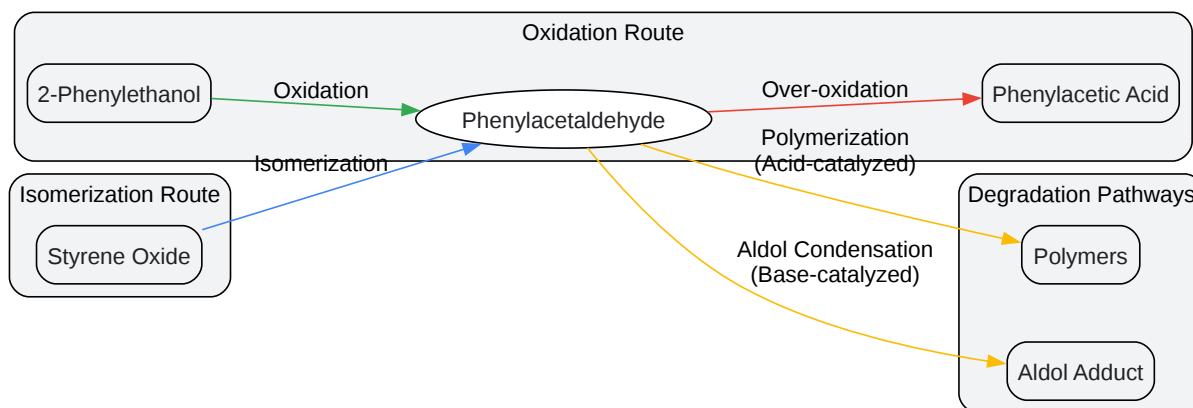 Oxidation Route
2-Phenylethanol
Oxidation
Phenylacetaldehyde
Over-oxidation
Phenylacetic Acid
Polymerization
(Acid-catalyzed)
Isomerization
Isomerization Route
Styrene Oxide
Degradation Pathways
Polymers
Aldol Condensation
(Base-catalyzed)
Aldol Adduct